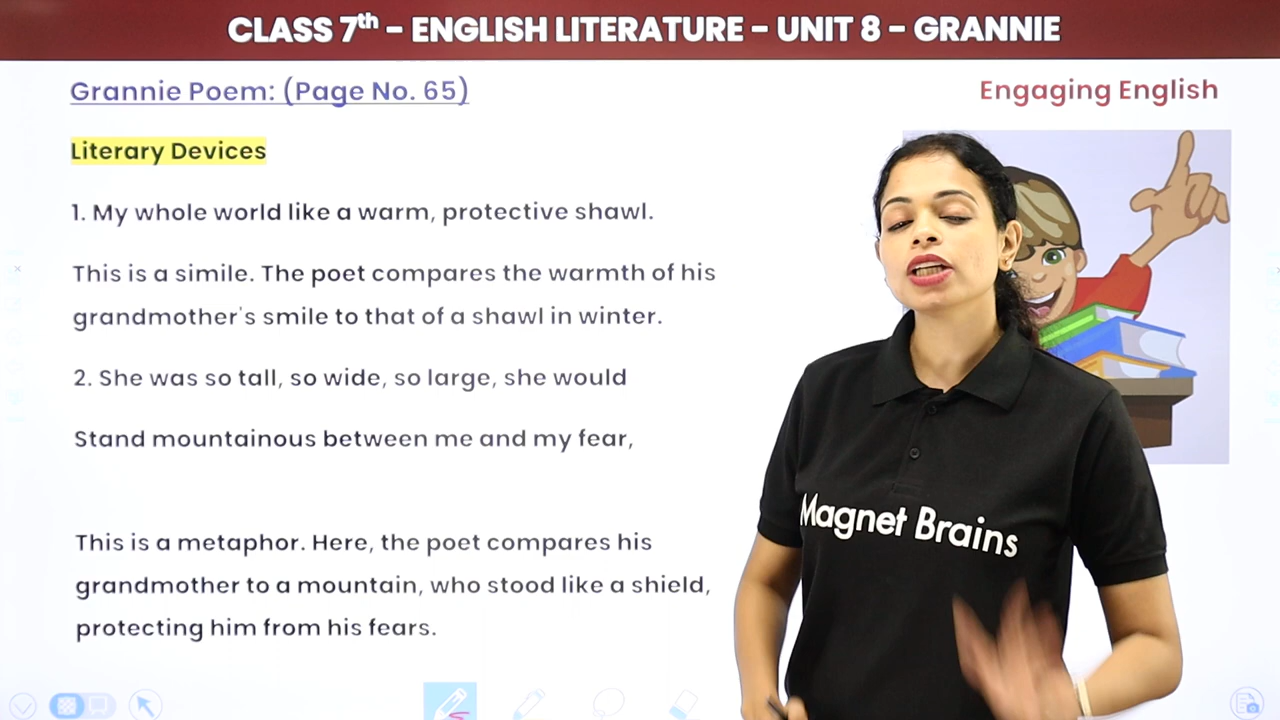 CLASS 7th - ENGLISH LITERATURE - UNIT 8 - GRANNIE
Grannie Poem: (Page No. 65)
Engaging English
Literary Devices
1. My whole world like a warm, protective shawl.
This is a simile. The poet compares the warmth of his
grandmother's smile to that of a shawl in winter.
2. She was so tall, so wide, so large, she would
Stand mountainous between me and my fear,
This is a metaphor. Here, the poet compares his
grandmother to a mountain, who stood like a shield,
protecting him from his fears.
Magnet Brains